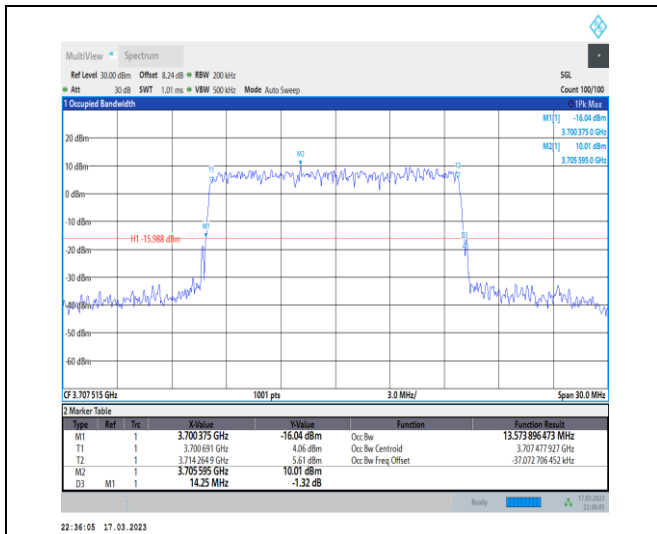 MultiView Spectrum
Ref Level 30.00 dBm Offset 8.24 dB RBW 200 kHz SGL
Att 30 dB SWT 1.01 ms VBW 500 kHz Mode Auto Sweep Count 100/100
1 Occupied Bandwidth 1Pk Max
M1[1] -16.04 dBm
3.700 375 0 GHz
M2[1] 10.01 dBm
3.705 595 0 GHz
20 dBm
10 dBm
0 dBm
-10 dBm
-20 dBm
-30 dBm
-40 dBm
-50 dBm
-60 dBm
T1
M2
T2
M1
H1 -15.988 dBm
D3
CF 3.707 515 GHz 1001 pts 3.0 MHz/ Span 30.0 MHz
2 Marker Table
Type Ref Trc X-Value Y-Value Function Function Result
M1 1 3.700 375 GHz -16.04 dBm Occ Bw 13.573 896 473 MHz
T1 1 3.700 691 GHz 4.06 dBm Occ Bw Centroid 3.707 477 927 GHz
T2 1 3.714 264 9 GHz 5.61 dBm Occ Bw Freq Offset -37.072 706 452 kHz
M2 1 3.705 595 GHz 10.01 dBm
D3 M1 1 14.25 MHz -1.32 dB
Ready 17.03.2023
22:36:05
22:36:05 17.03.2023